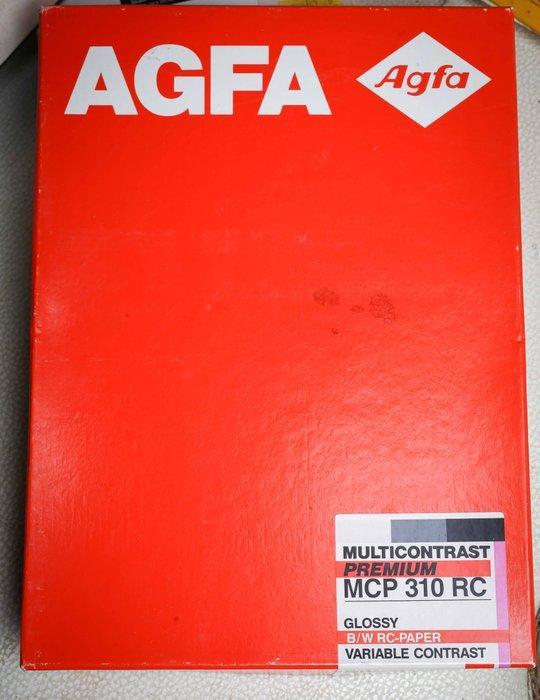 AGFA
Agfa
MULTICONTRAST
PREMIUM
MCP 310 RC
GLOSSY
B/W RC-PAPER
VARIABLE CONTRAST